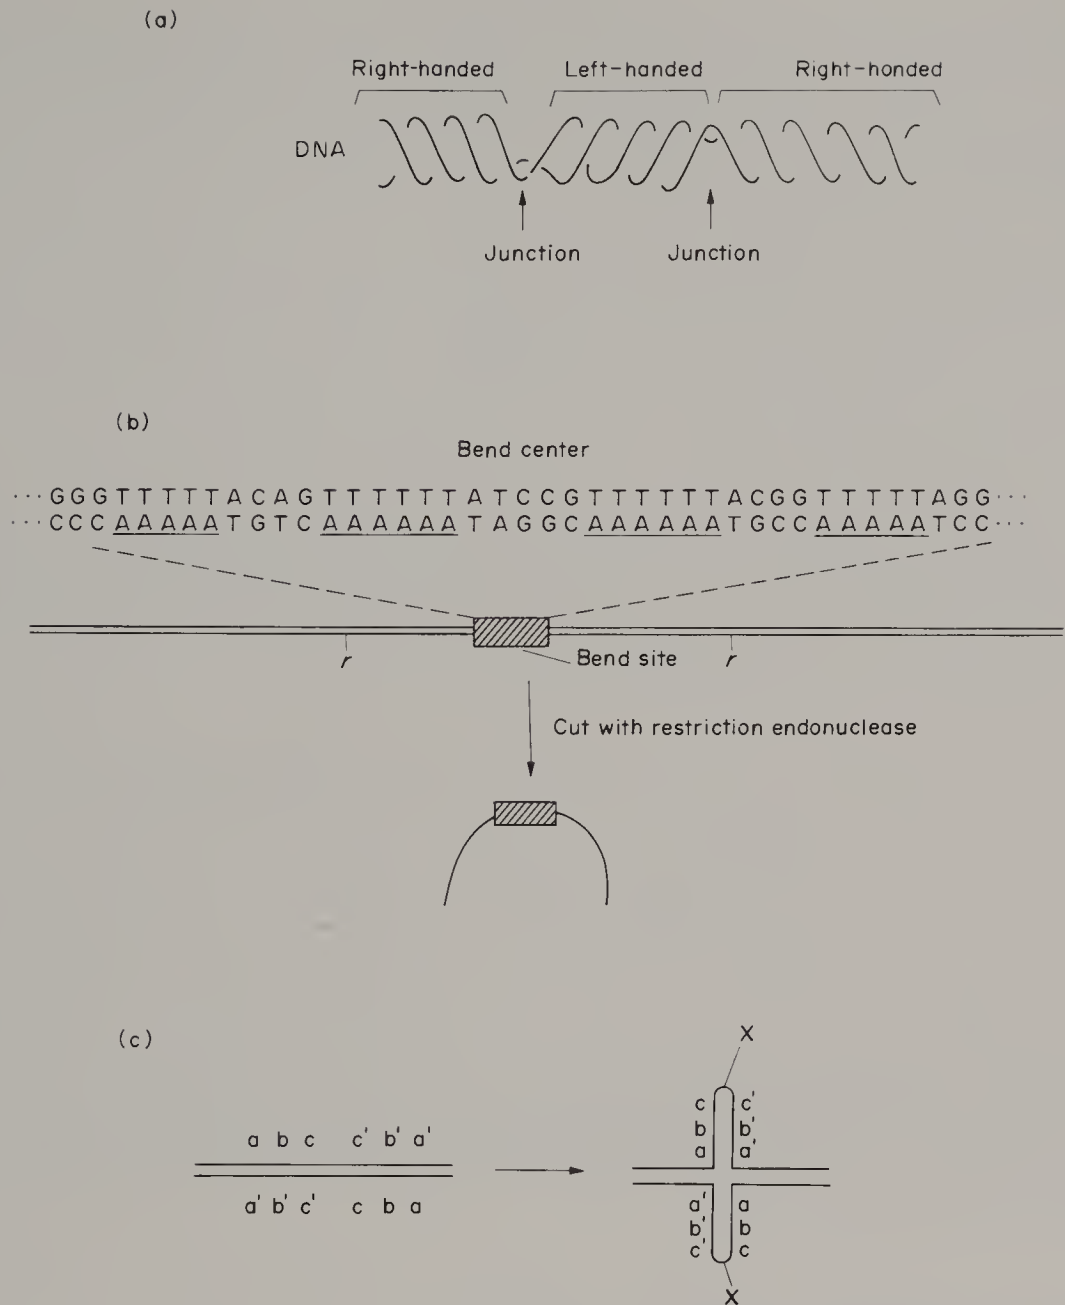 (a)
Right-handed Left-handed Right-honded
DNA
Junction Junction
(b)
Bend center
···GGGTTTTTACAGTTTTTTATCCGTTTTTTACGGTTTTTAGG···
···CCCAAAAATGTCAAAAAATAGGCAAAAAATGCCAAAAATCC···
r Bend site r
Cut with restriction endonuclease
(c)
X
c c'
b b'
a b c c' b' a' a a'
a' b' c' c b a a' a
b' b
c' c
X